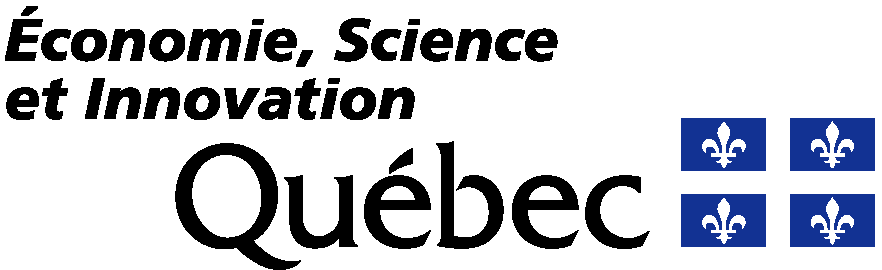 Économie, Science
et Innovation
Québec